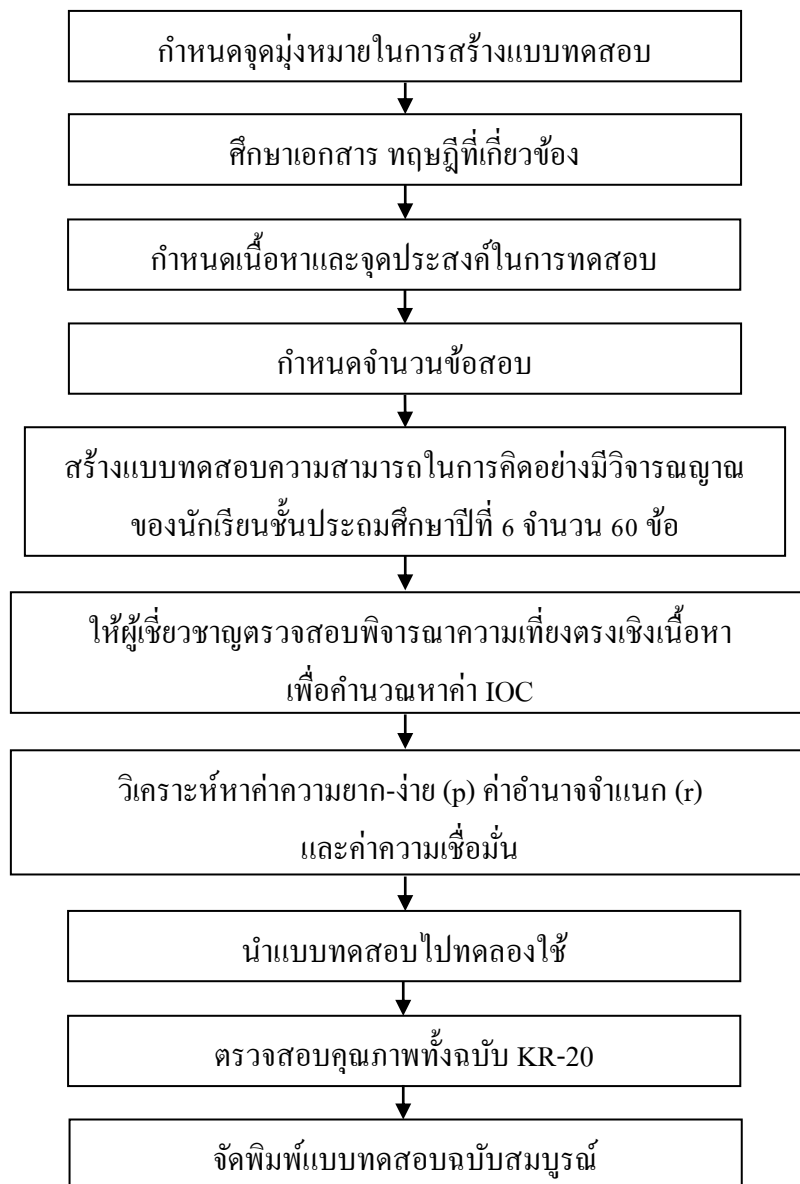 กำหนดจุดมุ่งหมายในการสร้างแบบทดสอบ
ศึกษาเอกสาร ทฤษฎีที่เกี่ยวข้อง
กำหนดเนื้อหาและจุดประสงค์ในการทดสอบ
กำหนดจำนวนข้อสอบ
สร้างแบบทดสอบความสามารถในการคิดอย่างมีวิจารณญาณ
ของนักเรียนชั้นประถมศึกษาปีที่ 6 จำนวน 60 ข้อ
ให้ผู้เชี่ยวชาญตรวจสอบพิจารณาความเที่ยงตรงเชิงเนื้อหา
เพื่อคำนวณหาค่า IOC
วิเคราะห์หาค่าความยาก-ง่าย (p) ค่าอำนาจจำแนก (r)
และค่าความเชื่อมั่น
นำแบบทดสอบไปทดลองใช้
ตรวจสอบคุณภาพทั้งฉบับ KR-20
จัดพิมพ์แบบทดสอบฉบับสมบูรณ์